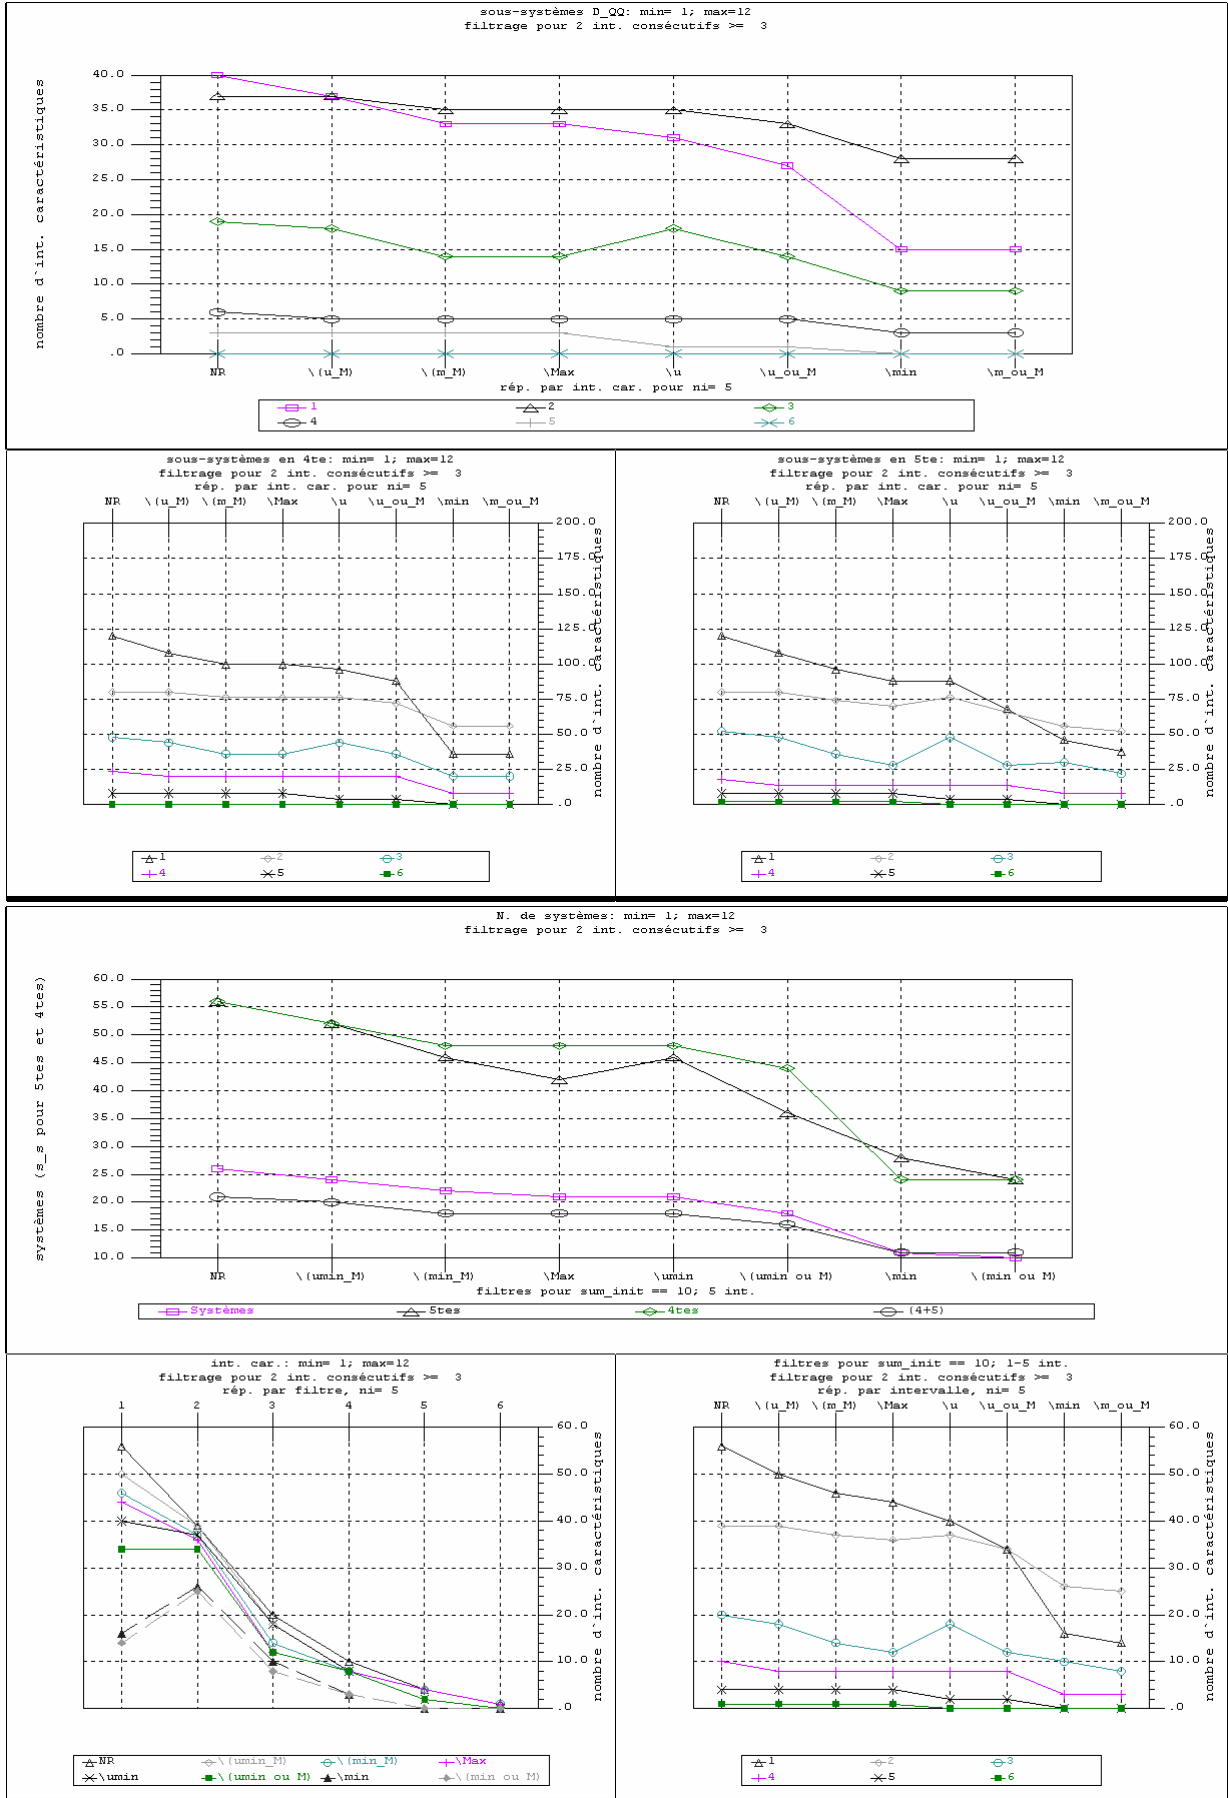 sous-systèmes D_QQ: min= 1; max=12
filtrage pour 2 int. consécutifs >=  3
nombre d`int. caractéristiques
40.0
35.0
30.0
25.0
20.0
15.0
10.0
5.0
.0
NR \(u_M) \(m_M) \Max \u \u_ou_M \min \m_ou_M
rép. par int. car. pour ni= 5
1 2 3
4 5 6
sous-systèmes en 4te: min= 1; max=12
filtrage pour 2 int. consécutifs >=  3
rép. par int. car. pour ni= 5
NR \(u_M) \(m_M) \Max \u \u_ou_M \min \m_ou_M
200.0
175.0
150.0
125.0
100.0
75.0
50.0
25.0
.0
nombre d`int. caractéristiques
1 2 3
4 5 6
sous-systèmes en 5te: min= 1; max=12
filtrage pour 2 int. consécutifs >=  3
rép. par int. car. pour ni= 5
NR \(u_M) \(m_M) \Max \u \u_ou_M \min \m_ou_M
200.0
175.0
150.0
125.0
100.0
75.0
50.0
25.0
.0
nombre d`int. caractéristiques
1 2 3
4 5 6
N. de systèmes: min= 1; max=12
filtrage pour 2 int. consécutifs >=  3
systèmes (s_s pour 5tes et 4tes)
60.0
55.0
50.0
45.0
40.0
35.0
30.0
25.0
20.0
15.0
10.0
NR \(umin_M) \(min_M) \Max \umin \(umin ou M) \min \(min ou M)
filtres pour sum_init == 10; 5 int.
Systèmes 5tes 4tes (4+5)
int. car.: min= 1; max=12
filtrage pour 2 int. consécutifs >=  3
rép. par filtre, ni= 5
1 2 3 4 5 6
60.0
50.0
40.0
30.0
20.0
10.0
.0
nombre d`int. caractéristiques
NR \(umin_M) \(min_M) \Max
\umin \(umin ou M) \min \(min ou M)
filtres pour sum_init == 10; 1-5 int.
filtrage pour 2 int. consécutifs >=  3
rép. par intervalle, ni= 5
NR \(u_M) \(m_M) \Max \u \u_ou_M \min \m_ou_M
60.0
50.0
40.0
30.0
20.0
10.0
.0
nombre d`int. caractéristiques
1 2 3
4 5 6